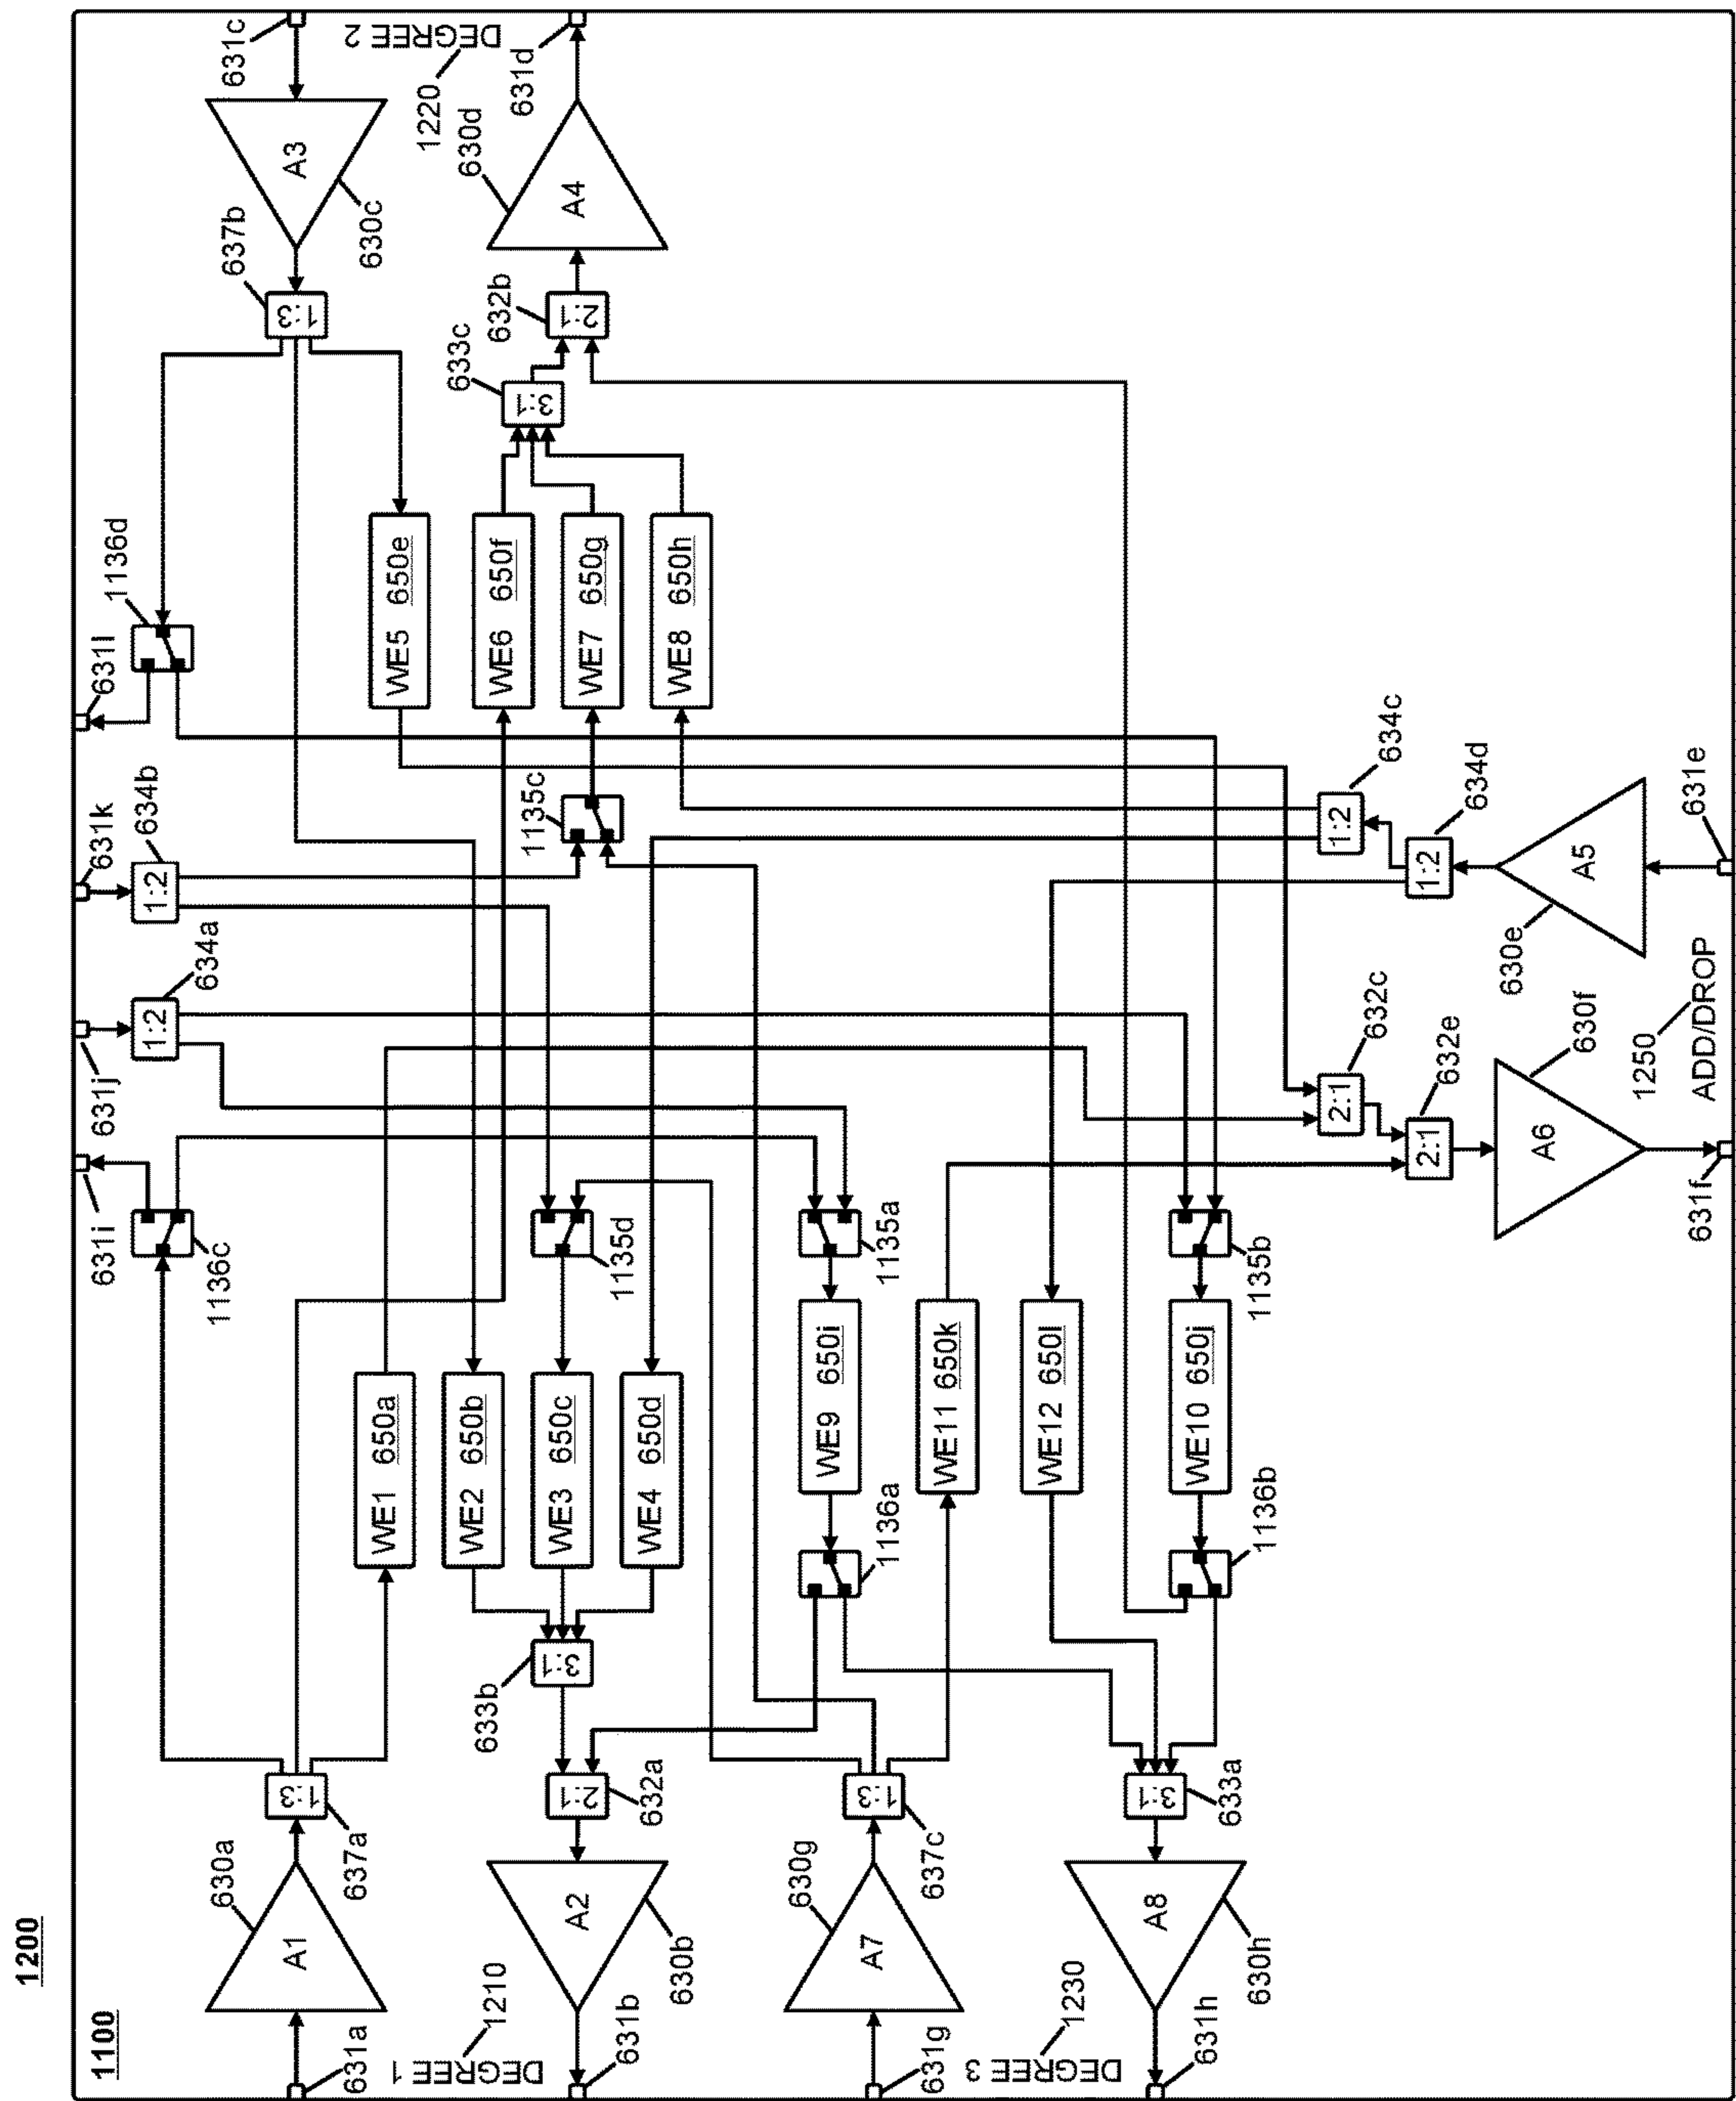 1200
1100
631a
630a
A1
637a
1:3
1136c
631i
631j
634a
1:2
631k
634b
1:2
631l
1136d
637b
1:3
A3
630c
631c
DEGREE 2
1220
631d
630d
A4
632b
2:1
633c
3:1
WE5 650e
WE6 650f
WE7 650g
WE8 650h
1135c
WE1 650a
WE2 650b
WE3 650c
WE4 650d
1135d
633b
3:1
632a
2:1
A2
630b
631b
1210
DEGREE 1
631g
630g
A7
637c
1:3
1136a
WE9 650i
1135a
WE11 650k
WE12 650l
WE10 650j
1135b
1136b
633a
3:1
A8
630h
631h
1230
DEGREE 3
634c
1:2
634d
1:2
A5
630e
631e
632c
2:1
632e
2:1
A6
630f
631f
1250
ADD/DROP